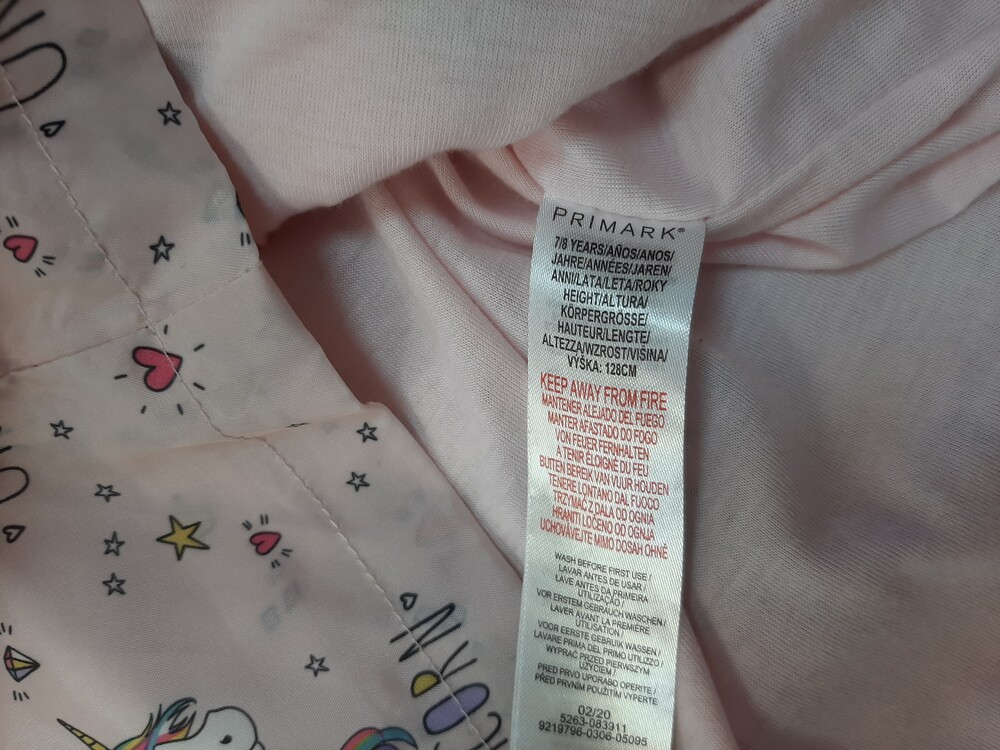 PRIMARK®
7/8 YEARS/AÑOS/ANOS/
JAHRE/ANNÉES/JAREN/
ANNI/LATA/LETA/ROKY
HEIGHT/ALTURA/
KÖRPERGRÖSSE/
HAUTEUR/LENGTE/
ALTEZZA/WZROST/VIŠINA/
VÝŠKA: 128CM
KEEP AWAY FROM FIRE
MANTENER ALEJADO DEL FUEGO
MANTER AFASTADO DO FOGO
VON FEUER FERNHALTEN
À TENIR ÉLOIGNÉ DU FEU
BUITEN BEREIK VAN VUUR HOUDEN
TENERE LONTANO DAL FUOCO
TRZYMAĆ Z DALA OD OGNIA
HRANITI LOČENO OD OGNJA
UCHOVÁVEJTE MIMO DOSAH OHNĚ
WASH BEFORE FIRST USE /
LAVAR ANTES DE USAR /
LAVE ANTES DA PRIMEIRA
UTILIZAÇÃO /
VOR ERSTEM GEBRAUCH WASCHEN /
LAVER AVANT LA PREMIÈRE
UTILISATION /
VOOR EERSTE GEBRUIK WASSEN /
LAVARE PRIMA DEL PRIMO UTILIZZO /
WYPRAĆ PRZED PIERWSZYM
UŻYCIEM /
PRED PRVO UPORABO OPERITE /
PŘED PRVNÍM POUŽITÍM VYPERTE
02/20
5263-083911
9219796-0306-05095